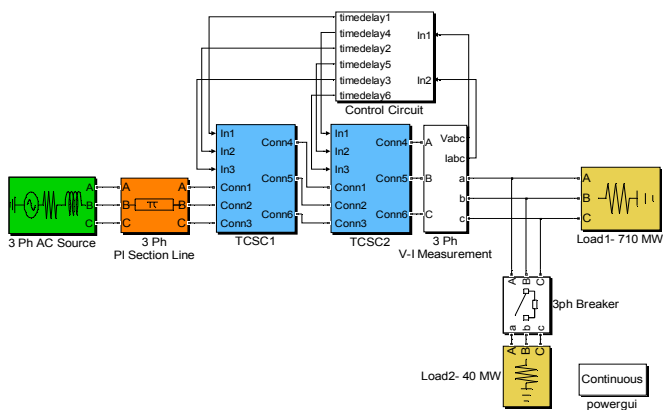 timedelay1
timedelay4
timedelay2
timedelay5
timedelay3
timedelay6
In1
In2
Control Circuit
In1
In2
In3
Conn1
Conn2
Conn3
Conn4
Conn5
Conn6
TCSC1
In1
In2
In3
Conn1
Conn2
Conn3
Conn4
Conn5
Conn6
TCSC2
A
B
C
Vabc
Iabc
a
b
c
3 Ph
V-I Measurement
A
B
C
3 Ph AC Source
A
B
C
π
A
B
C
3 Ph
PI Section Line
A
B
C
Load1- 710 MW
A
B
C
a
b
c
3ph Breaker
A
B
C
Load2- 40 MW
Continuous
powergui